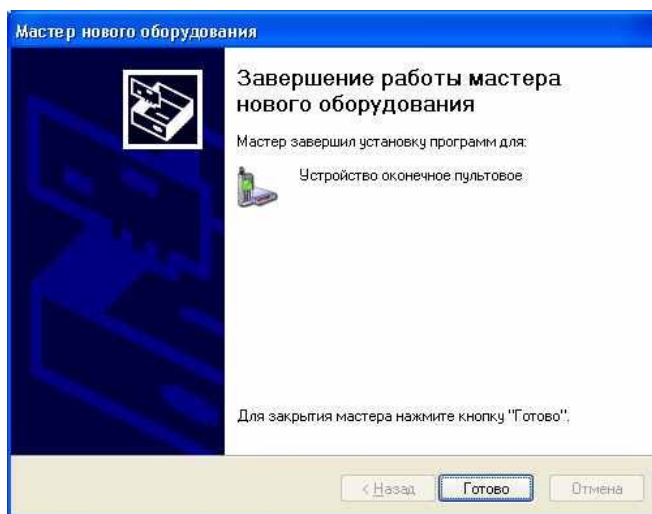 Мастер нового оборудования
Завершение работы мастера
нового оборудования
Мастер завершил установку программ для:
Устройство оконечное пультовое
Для закрытия мастера нажмите кнопку "Готово".
< Назад
Готово
Отмена